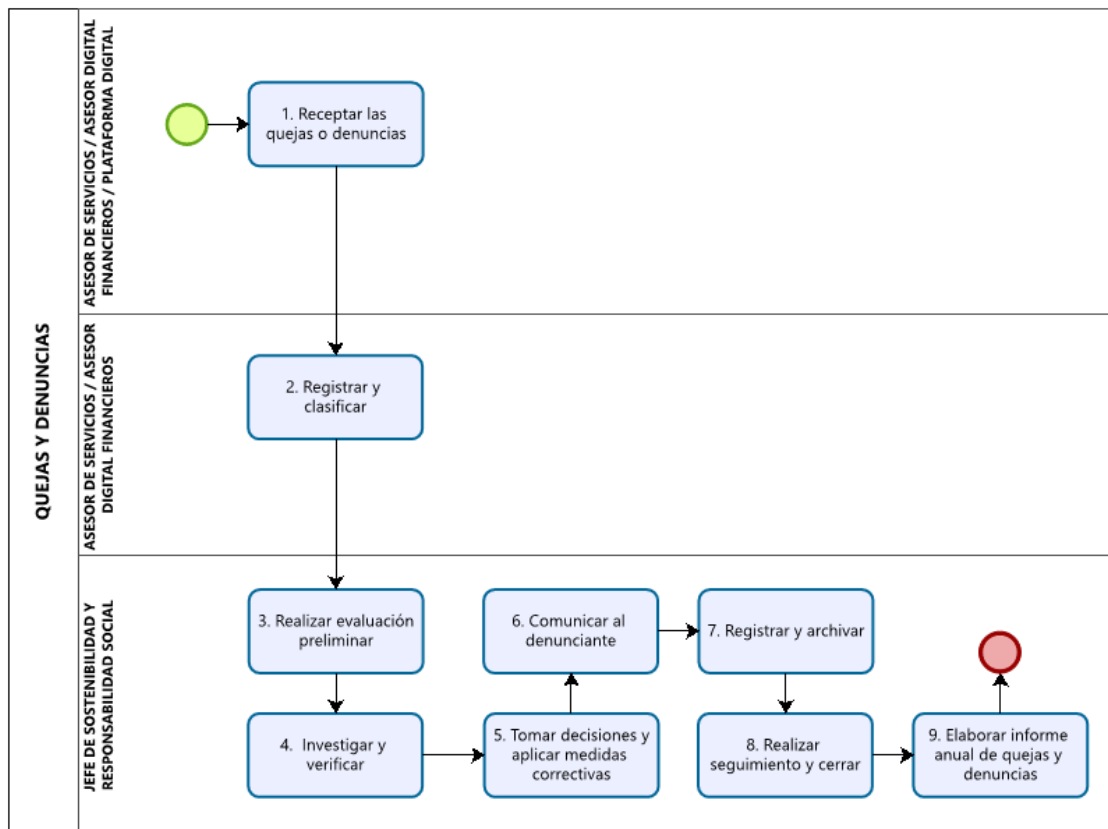 QUEJAS Y DENUNCIAS
ASESOR DE SERVICIOS / ASESOR DIGITAL
FINANCIEROS / PLATAFORMA DIGITAL
1. Receptar las
quejas o denuncias
ASESOR DE SERVICIOS / ASESOR
DIGITAL FINANCIEROS
2. Registrar y
clasificar
JEFE DE SOSTENIBILIDAD Y
RESPONSABILIDAD SOCIAL
3. Realizar evaluación
preliminar
4. Investigar y
verificar
5. Tomar decisiones y
aplicar medidas
correctivas
6. Comunicar al
denunciante
7. Registrar y archivar
8. Realizar
seguimiento y cerrar
9. Elaborar informe
anual de quejas y
denuncias